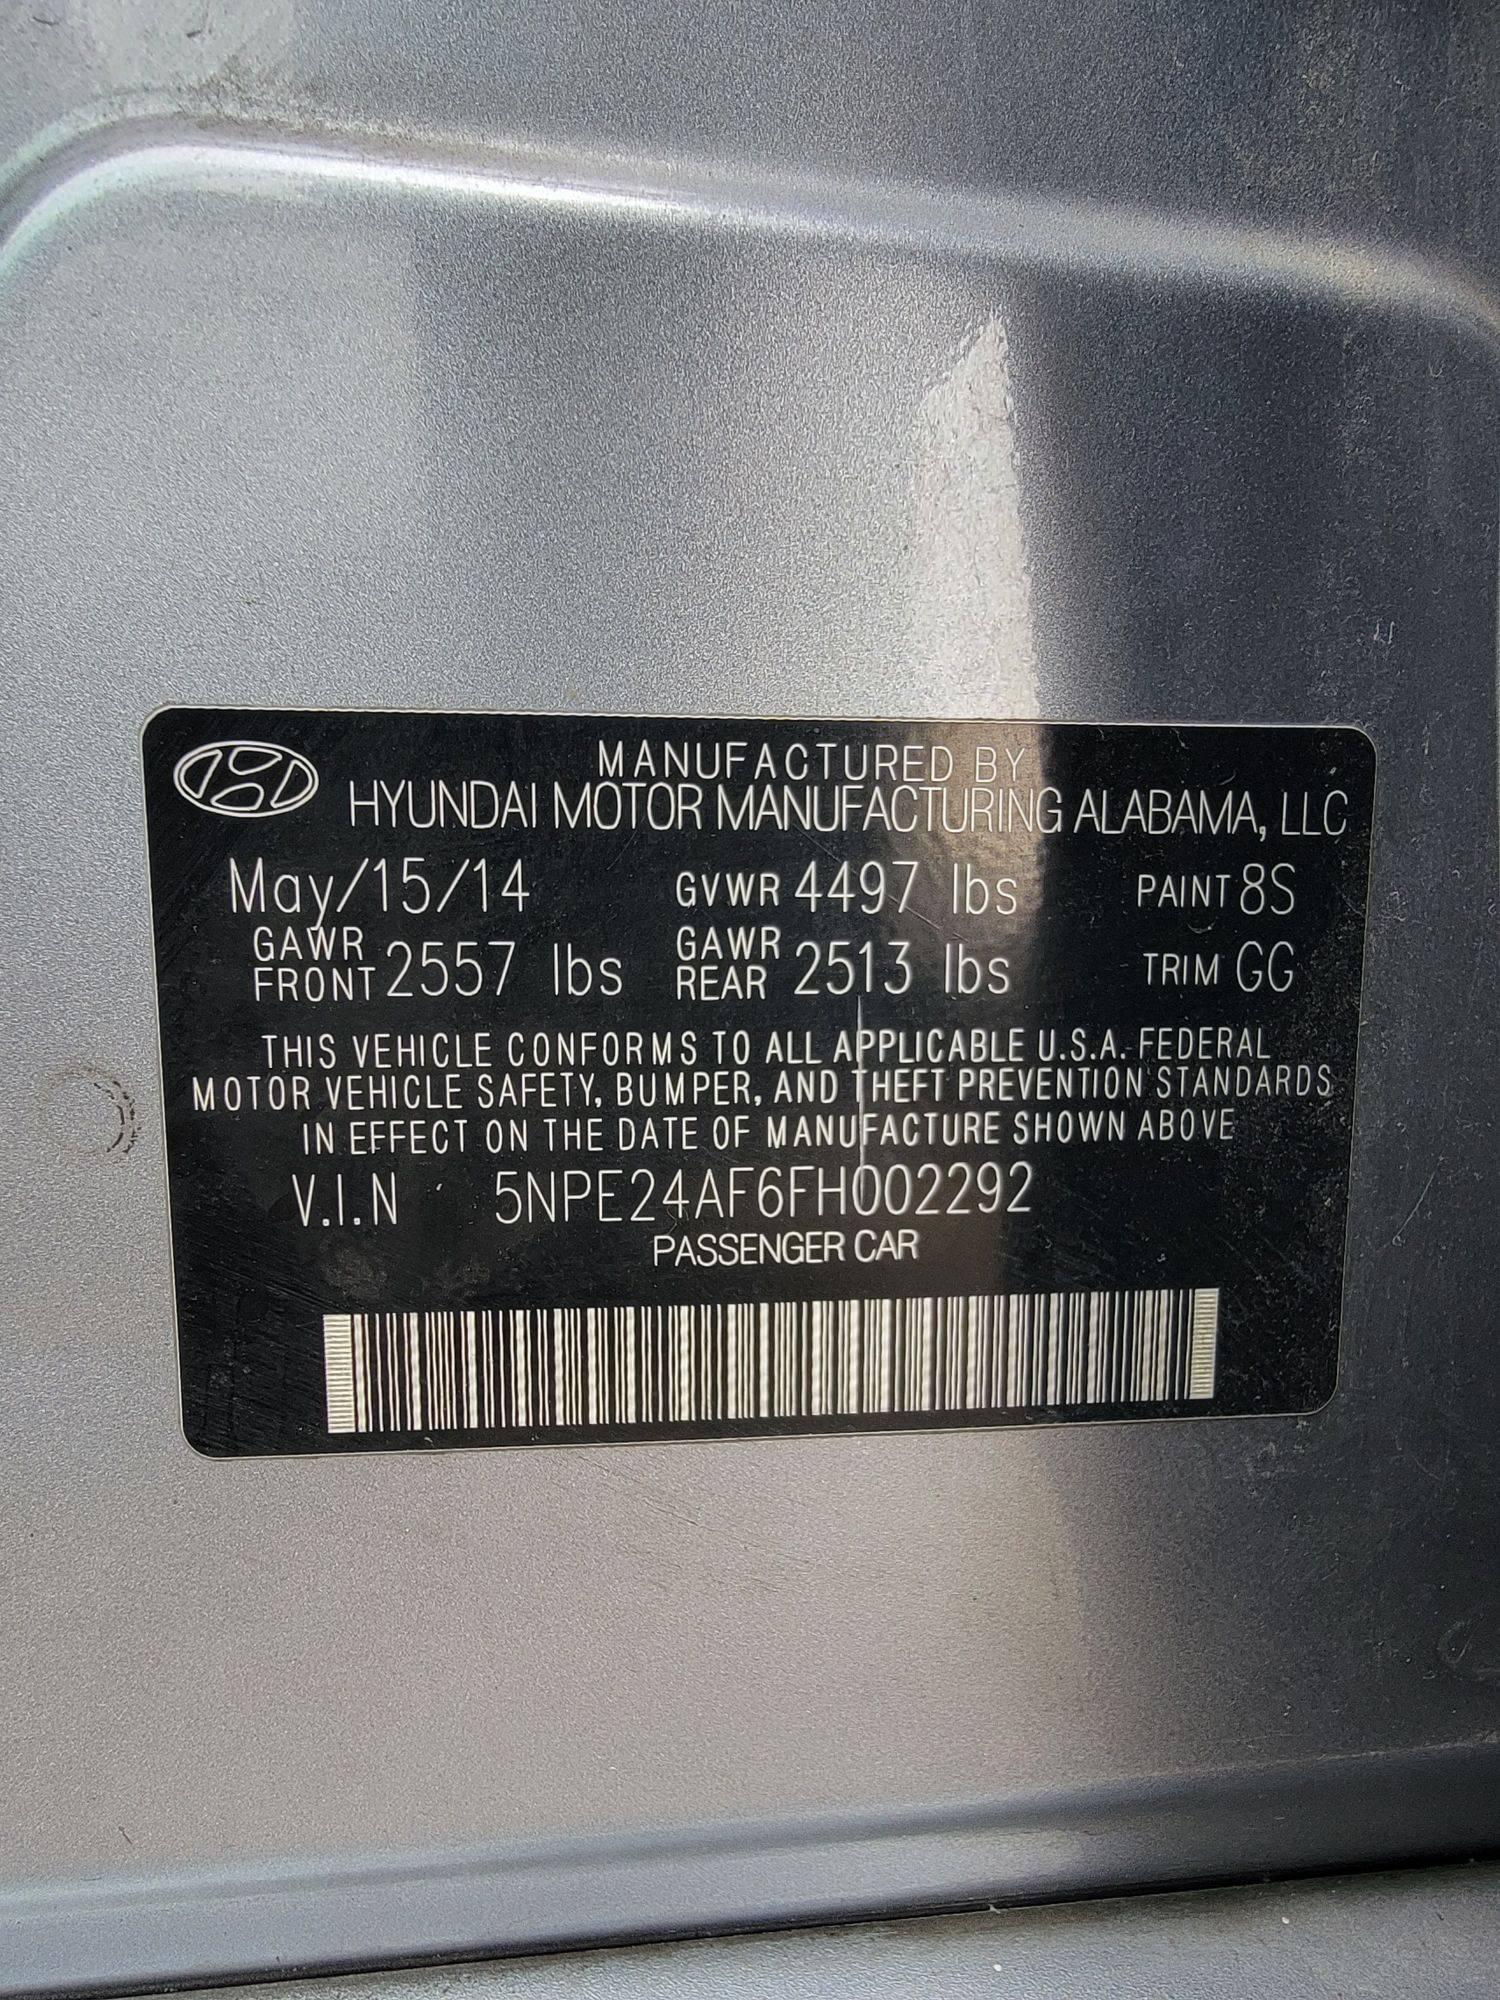 MANUFACTURED BY
HYUNDAI MOTOR MANUFACTURING ALABAMA, LLC
May/15/14 GVWR 4497 lbs PAINT 8S
GAWR FRONT 2557 lbs GAWR REAR 2513 lbs TRIM GG
THIS VEHICLE CONFORMS TO ALL APPLICABLE U.S.A. FEDERAL
MOTOR VEHICLE SAFETY, BUMPER, AND THEFT PREVENTION STANDARDS
IN EFFECT ON THE DATE OF MANUFACTURE SHOWN ABOVE
V.I.N 5NPE24AF6FH002292
PASSENGER CAR